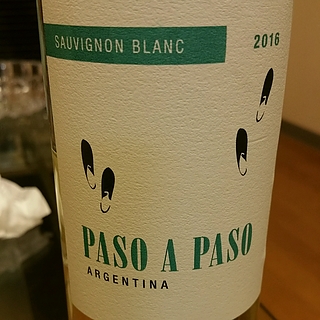 SAUVIGNON BLANC 2016
PASO A PASO
ARGENTINA